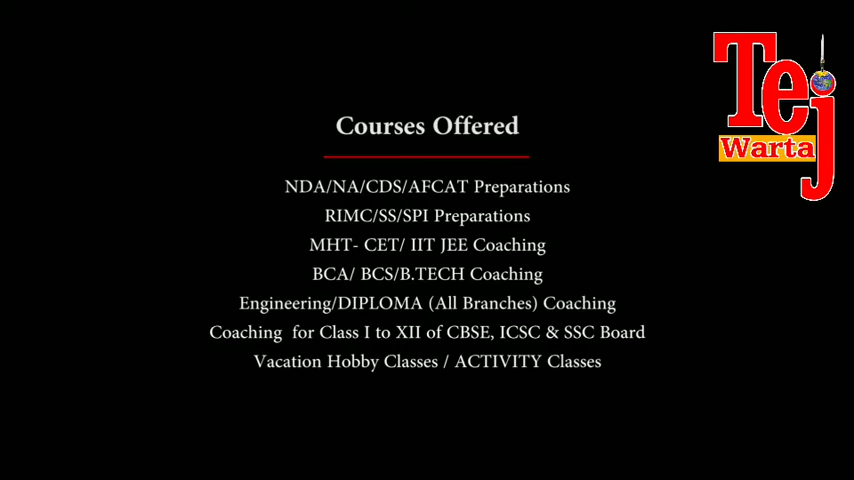 Courses Offered
NDA/NA/CDS/AFCAT Preparations
RIMC/SS/SPI Preparations
MHT- CET/ IIT JEE Coaching
BCA/ BCS/B.TECH Coaching
Engineering/DIPLOMA (All Branches) Coaching
Coaching for Class I to XII of CBSE, ICSC & SSC Board
Vacation Hobby Classes / ACTIVITY Classes
Tej
Warta